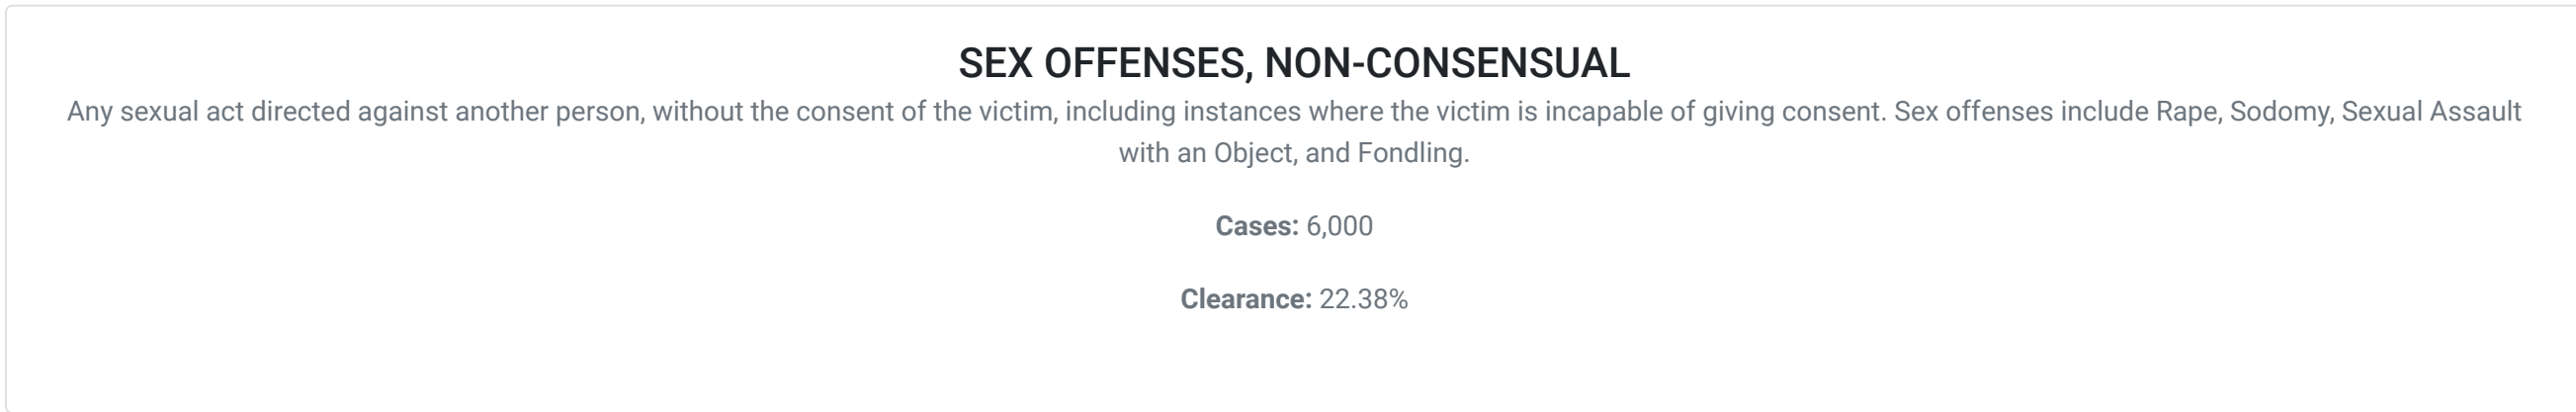 SEX OFFENSES, NON-CONSENSUAL
Any sexual act directed against another person, without the consent of the victim, including instances where the victim is incapable of giving consent. Sex offenses include Rape, Sodomy, Sexual Assault
with an Object, and Fondling.
Cases: 6,000
Clearance: 22.38%